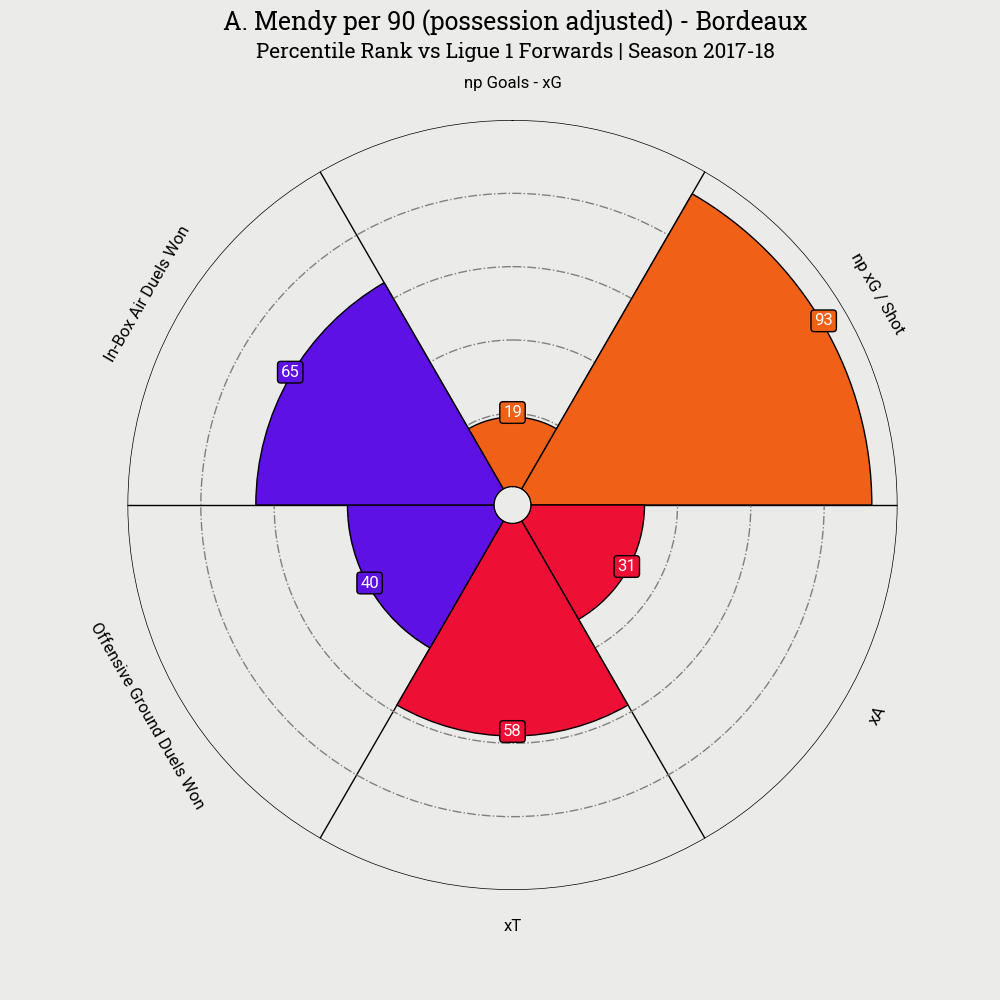 A. Mendy per 90 (possession adjusted) - Bordeaux
Percentile Rank vs Ligue 1 Forwards | Season 2017-18
np Goals - xG
In-Box Air Duels Won
np xG / Shot
93
65
19
31
40
58
Offensive Ground Duels Won
xA
xT